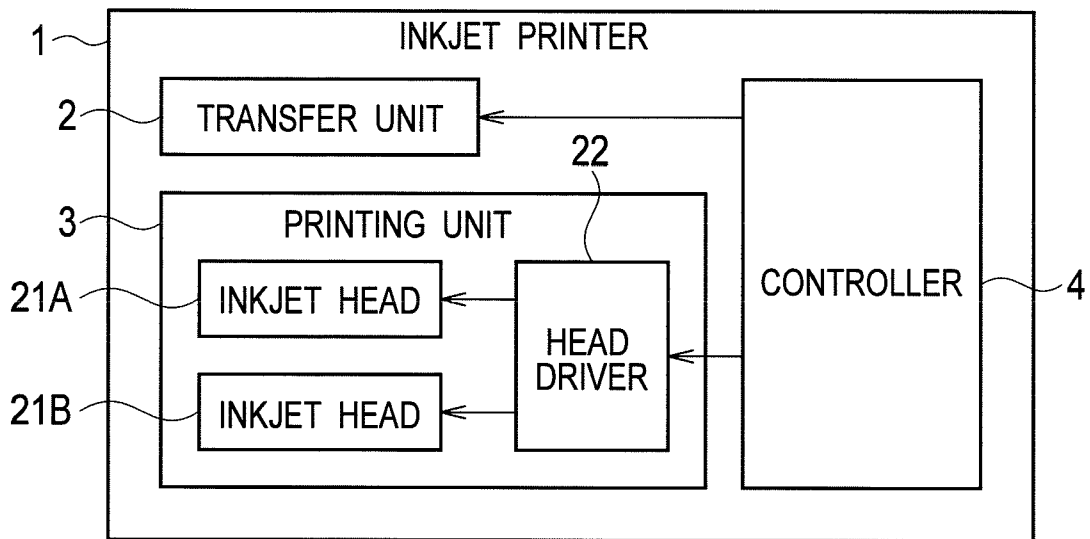 1
INKJET PRINTER
2
TRANSFER UNIT
22
3
PRINTING UNIT
21A
INKJET HEAD
HEAD
DRIVER
CONTROLLER
4
21B
INKJET HEAD